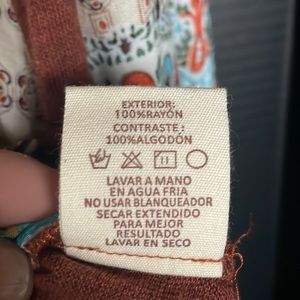 EXTERIOR:
100%RAYÓN
CONTRASTE:
100%ALGODÓN
LAVAR A MANO
EN AGUA FRIA
NO USAR BLANQUEADOR
SECAR EXTENDIDO
PARA MEJOR
RESULTADO
LAVAR EN SECO